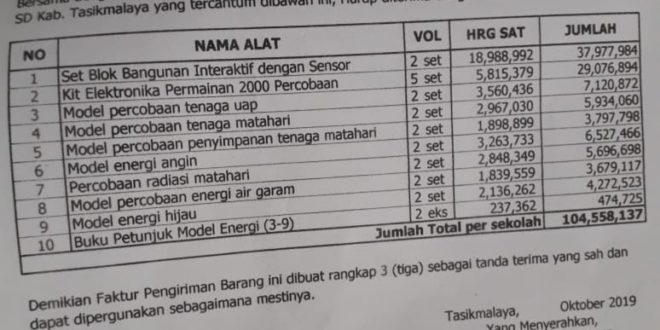 SD Kab. Tasikmalaya yang tercantum dibawah ini,
NO NAMA ALAT VOL HRG SAT JUMLAH
1 Set Blok Bangunan Interaktif dengan Sensor 2 set 18,988,992 37,977,984
2 Kit Elektronika Permainan 2000 Percobaan 5 set 5,815,379 29,076,894
3 Model percobaan tenaga uap 2 set 3,560,436 7,120,872
4 Model percobaan tenaga matahari 2 set 2,967,030 5,934,060
5 Model percobaan penyimpanan tenaga matahari 2 set 1,898,899 3,797,798
6 Model energi angin 2 set 3,263,733 6,527,466
7 Percobaan radiasi matahari 2 set 2,848,349 5,696,698
8 Model percobaan energi air garam 2 set 1,839,559 3,679,117
9 Model energi hijau 2 set 2,136,262 4,272,523
10 Buku Petunjuk Model Energi (3-9) 2 eks 237,362 474,725
Jumlah Total per sekolah 104,558,137
Demikian Faktur Pengiriman Barang ini dibuat rangkap 3 (tiga) sebagai tanda terima yang sah dan
dapat dipergunakan sebagaimana mestinya.
Tasikmalaya, Oktober 2019
Yang Menyerahkan,